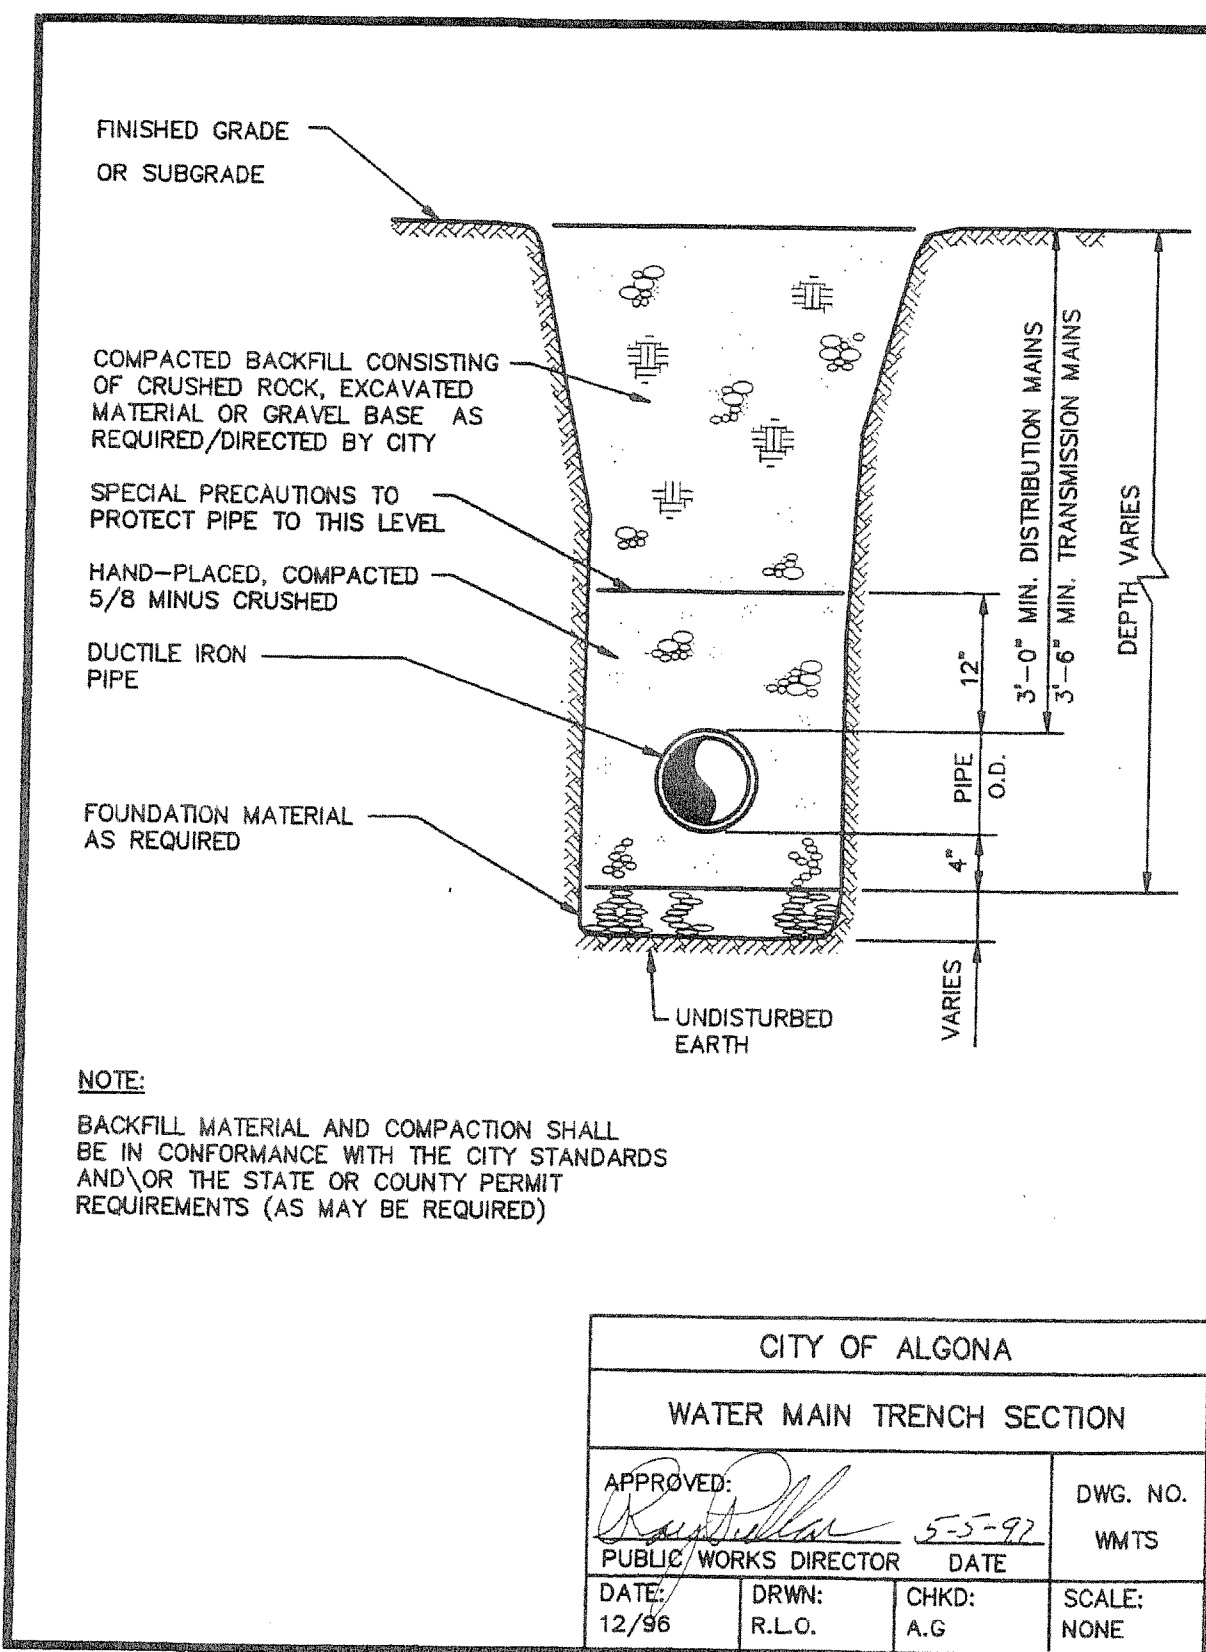 FINISHED GRADE
OR SUBGRADE
COMPACTED BACKFILL CONSISTING
OF CRUSHED ROCK, EXCAVATED
MATERIAL OR GRAVEL BASE AS
REQUIRED/DIRECTED BY CITY
SPECIAL PRECAUTIONS TO
PROTECT PIPE TO THIS LEVEL
HAND-PLACED, COMPACTED
5/8 MINUS CRUSHED
DUCTILE IRON
PIPE
FOUNDATION MATERIAL
AS REQUIRED
UNDISTURBED
EARTH
12"
PIPE
O.D.
4"
VARIES
3'-0" MIN. DISTRIBUTION MAINS
3'-6" MIN. TRANSMISSION MAINS
DEPTH VARIES
NOTE:
BACKFILL MATERIAL AND COMPACTION SHALL
BE IN CONFORMANCE WITH THE CITY STANDARDS
AND\OR THE STATE OR COUNTY PERMIT
REQUIREMENTS (AS MAY BE REQUIRED)
CITY OF ALGONA
WATER MAIN TRENCH SECTION
APPROVED:
5-5-97
PUBLIC WORKS DIRECTOR DATE
DWG. NO.
WMTS
DATE:
12/96
DRWN:
R.L.O.
CHKD:
A.G
SCALE:
NONE